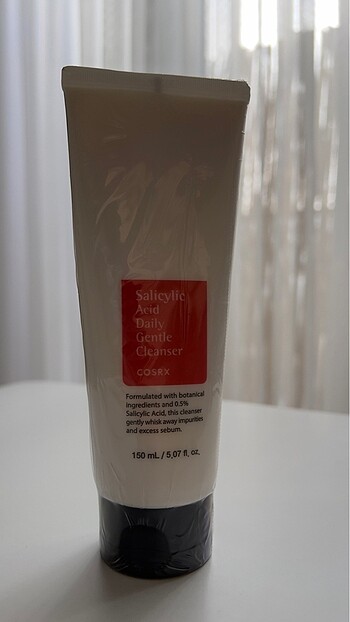 Salicylic
Acid
Daily
Gentle
Cleanser
COSRX
Formulated with botanical
ingredients and 0.5%
Salicylic Acid, this cleanser
gently whisk away impurities
and excess sebum.
150 mL / 5.07 fl. oz.